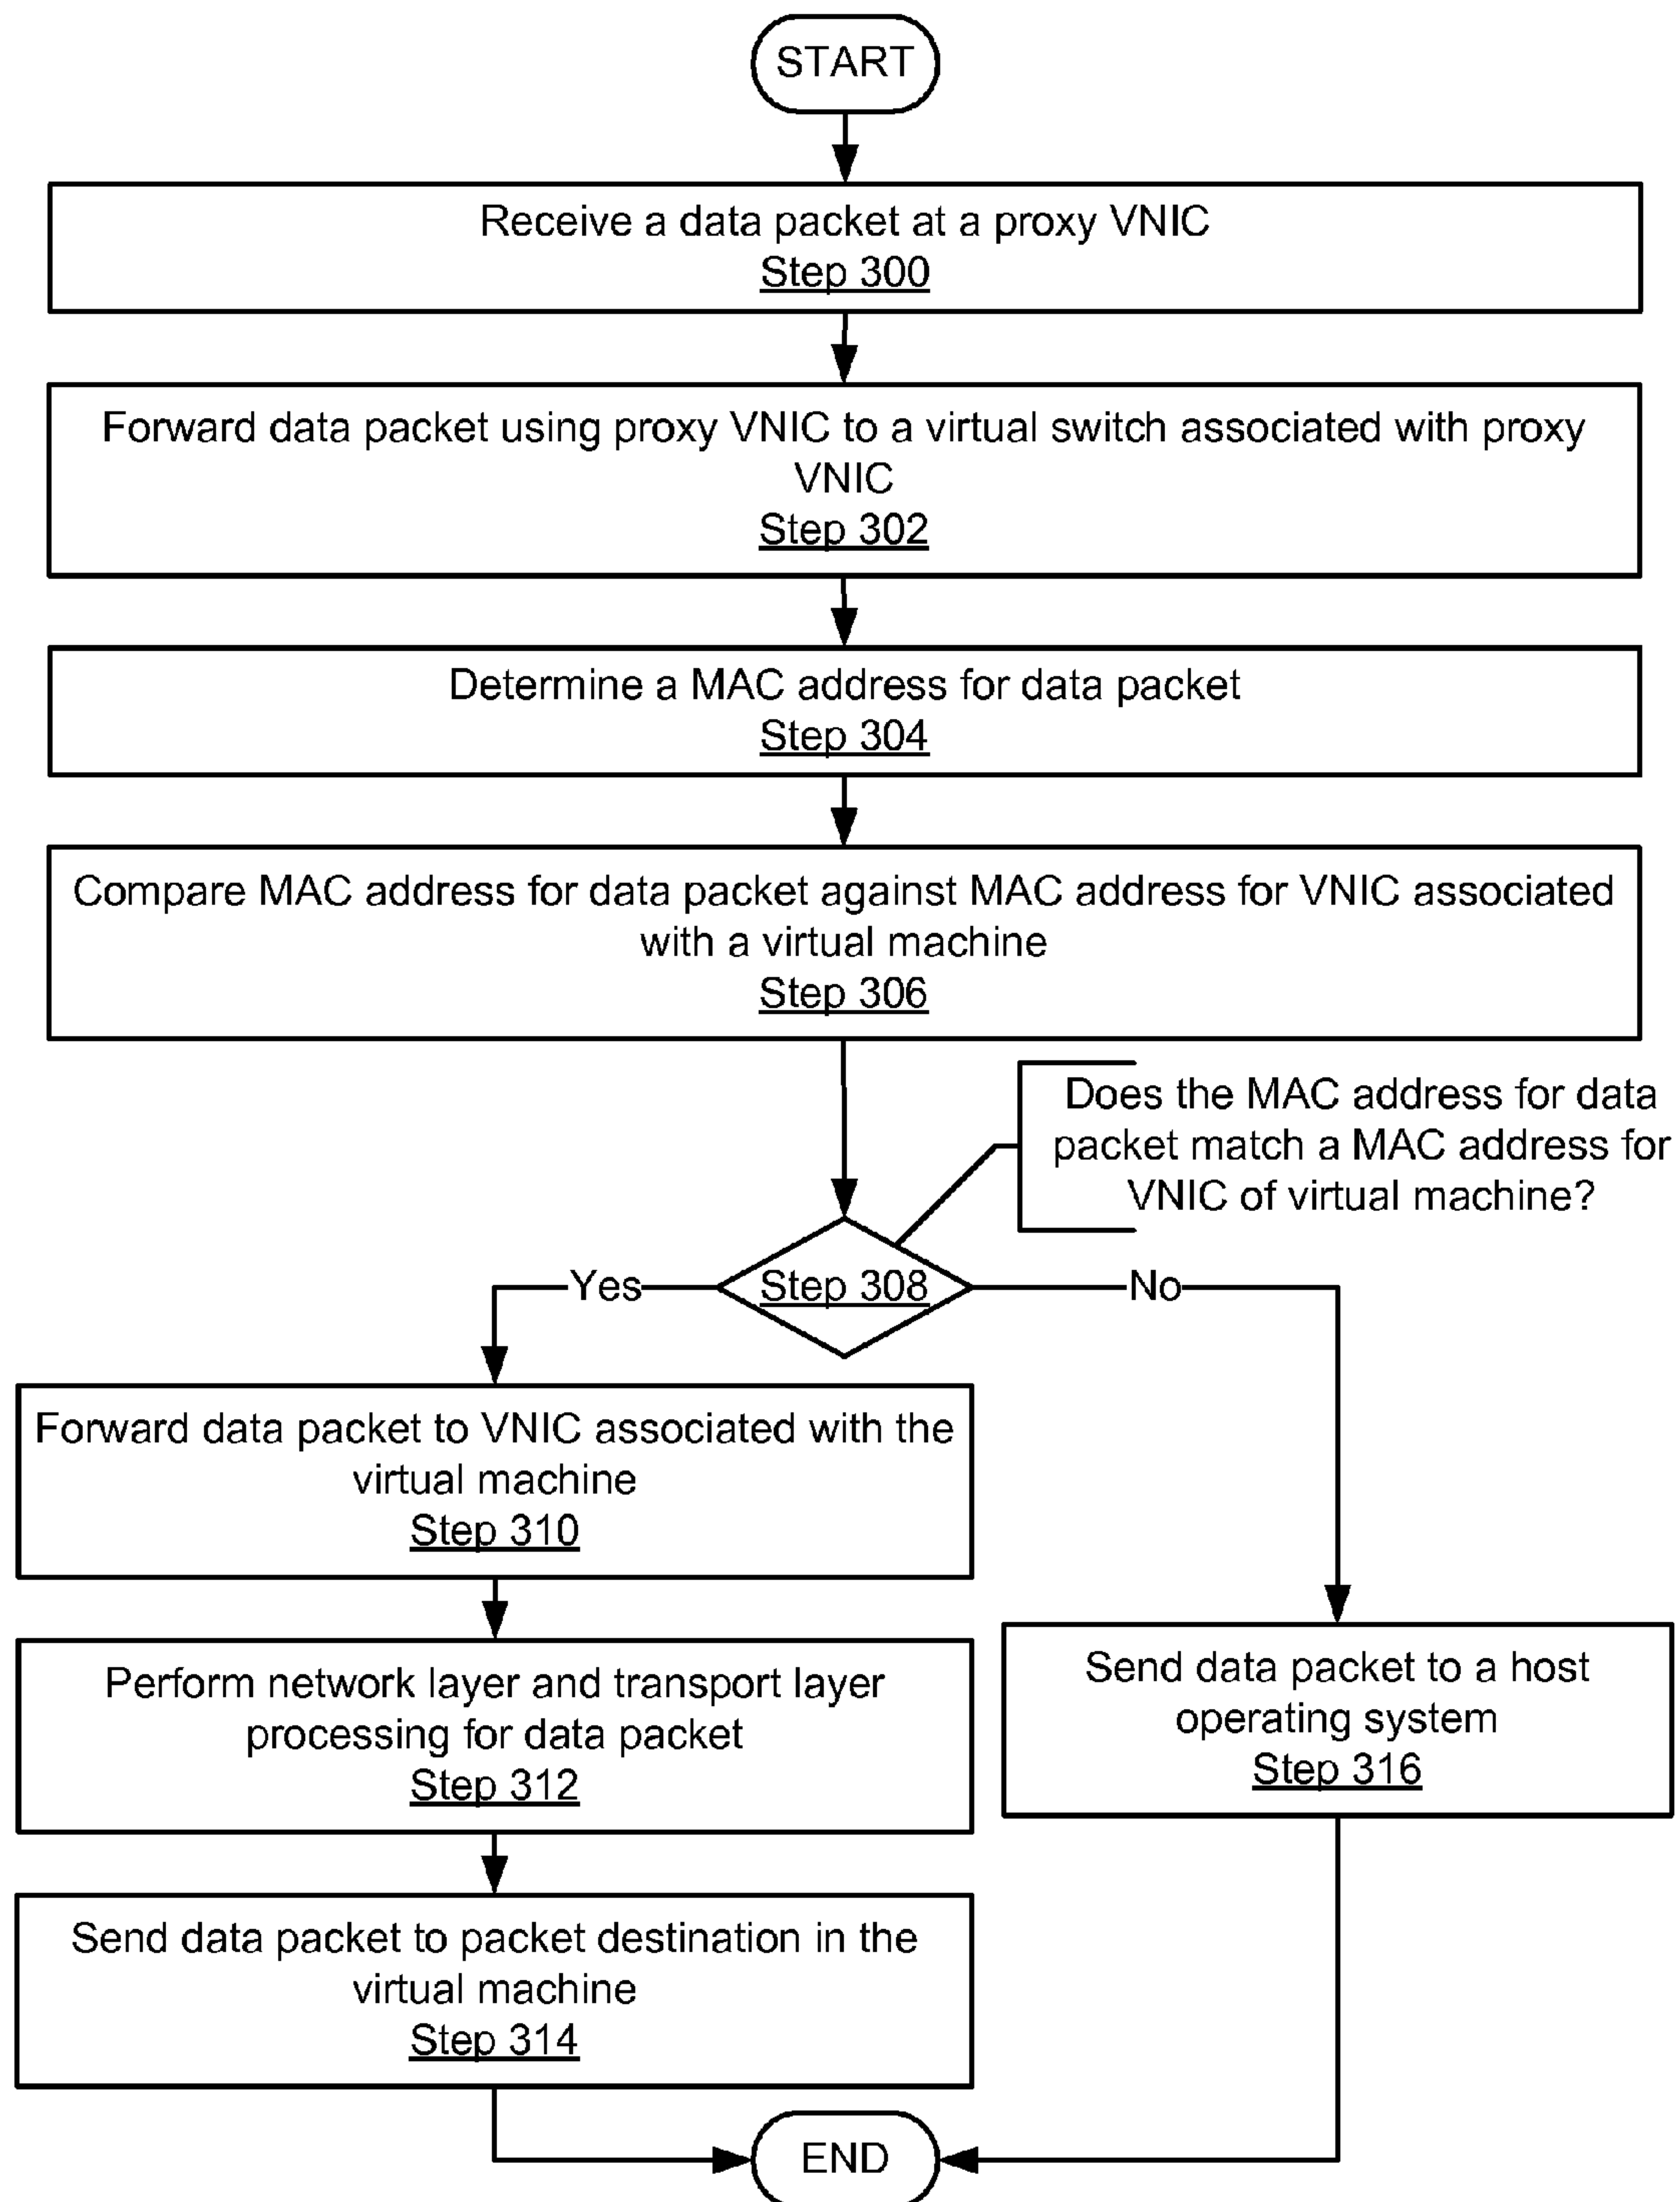 START
Receive a data packet at a proxy VNIC
Step 300
Forward data packet using proxy VNIC to a virtual switch associated with proxy
VNIC
Step 302
Determine a MAC address for data packet
Step 304
Compare MAC address for data packet against MAC address for VNIC associated
with a virtual machine
Step 306
Does the MAC address for data
packet match a MAC address for
VNIC of virtual machine?
Yes
Step 308
No
Forward data packet to VNIC associated with the
virtual machine
Step 310
Perform network layer and transport layer
processing for data packet
Step 312
Send data packet to a host
operating system
Step 316
Send data packet to packet destination in the
virtual machine
Step 314
END